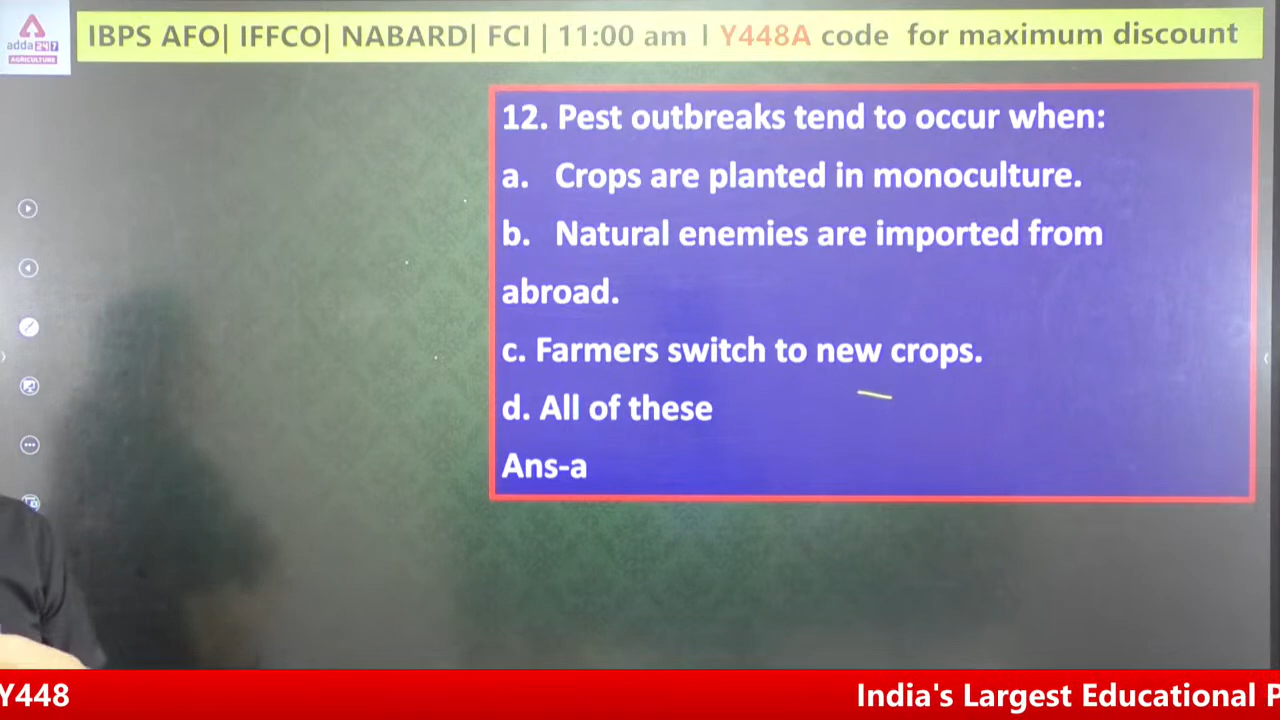 adda247
AGRICULTURE
IBPS AFO| IFFCO| NABARD| FCI | 11:00 am I Y448A code for maximum discount
12. Pest outbreaks tend to occur when:
a. Crops are planted in monoculture.
b. Natural enemies are imported from
abroad.
c. Farmers switch to new crops.
d. All of these
Ans-a
Y448
India's Largest Educational P